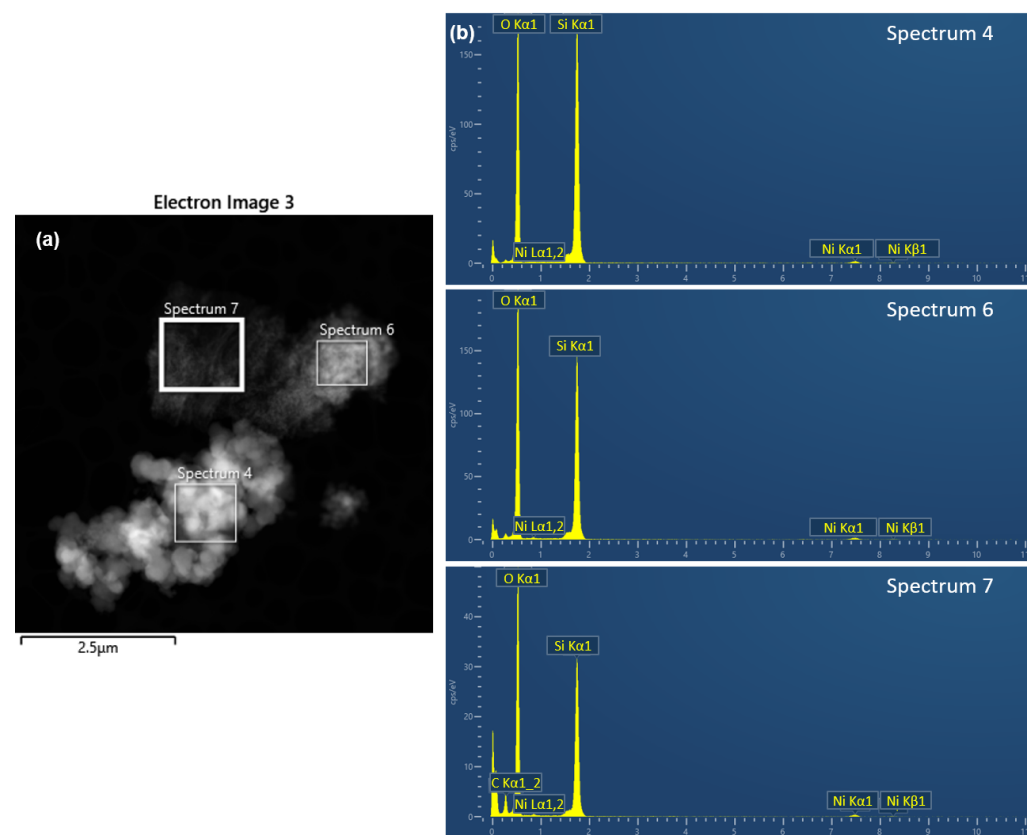 Electron Image 3
(a)
Spectrum 7
Spectrum 6
Spectrum 4
2.5µm
(b)
Spectrum 4
O Kα1
Si Kα1
Ni Lα1,2
Ni Kα1
Ni Kβ1
cps/eV
150
100
50
0
0 1 2 3 4 5 6 7 8 9 10 11
Spectrum 6
O Kα1
Si Kα1
Ni Lα1,2
Ni Kα1
Ni Kβ1
cps/eV
150
100
50
0
0 1 2 3 4 5 6 7 8 9 10 11
Spectrum 7
O Kα1
Si Kα1
C Kα1_2
Ni Lα1,2
Ni Kα1
Ni Kβ1
cps/eV
40
30
20
10
0
0 1 2 3 4 5 6 7 8 9 10 11